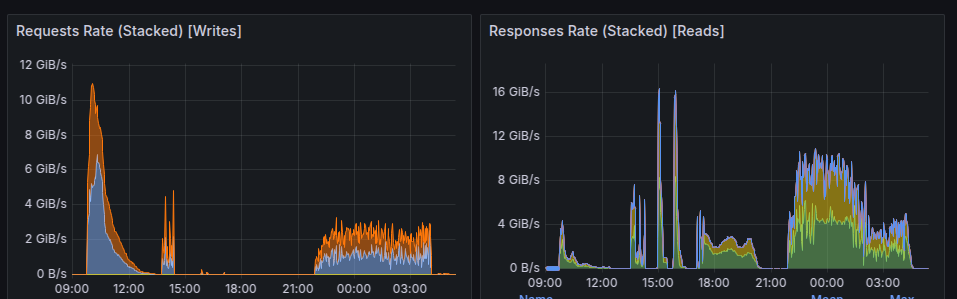 Requests Rate (Stacked) [Writes]
12 GiB/s
10 GiB/s
8 GiB/s
6 GiB/s
4 GiB/s
2 GiB/s
0 B/s
09:00 12:00 15:00 18:00 21:00 00:00 03:00
Responses Rate (Stacked) [Reads]
16 GiB/s
12 GiB/s
8 GiB/s
4 GiB/s
0 B/s
09:00 12:00 15:00 18:00 21:00 00:00 03:00
Name Mean Max